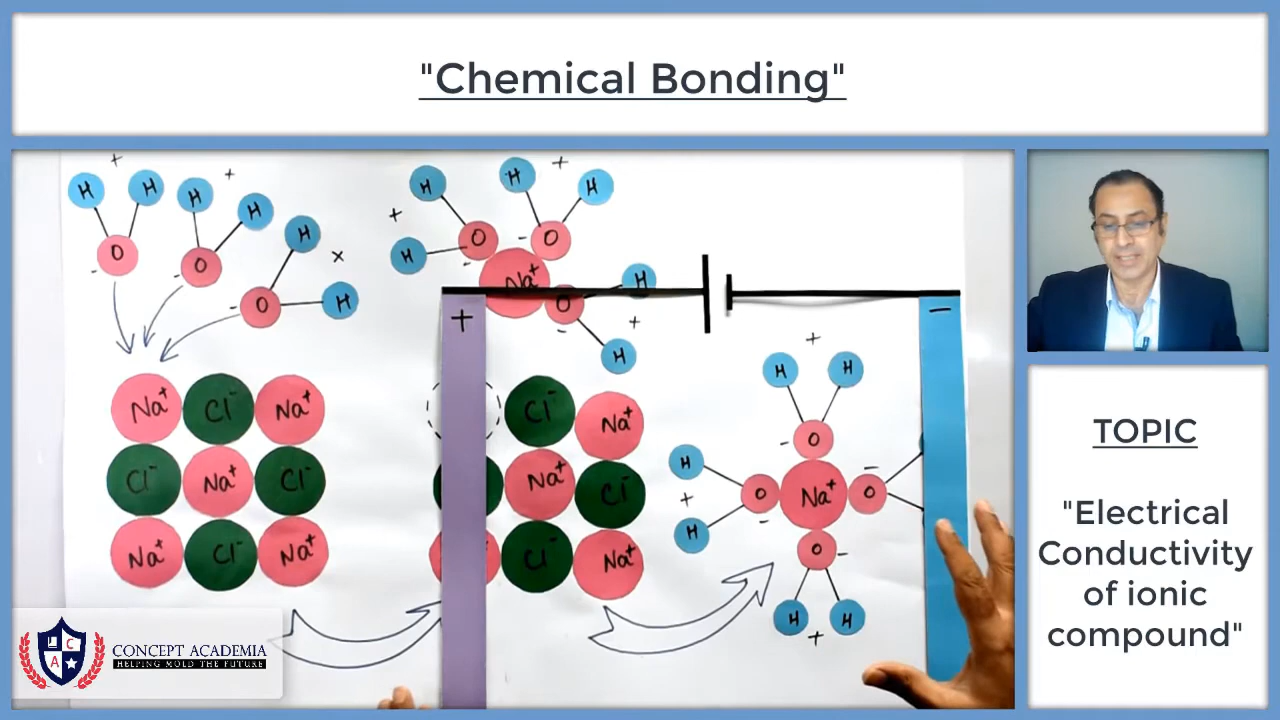 "Chemical Bonding"
+ + +
H H H H H H H
+ H
O O O O
- - - -
H + H
O Na⁺ H
- O
- - +
H H
+ -
+
H H
Na⁺ Cl⁻ Na⁺ Cl⁻ Na⁺
- O
H
Cl⁻ Na⁺ Cl⁻ Na⁺ Cl⁻ + O Na⁺ O -
H -
Na⁺ Cl⁻ Na⁺ Cl⁻ Na⁺ O -
H H
+
C
A
CONCEPT ACADEMIA
HELPING MOLD THE FUTURE
TOPIC
"Electrical
Conductivity
of ionic
compound"